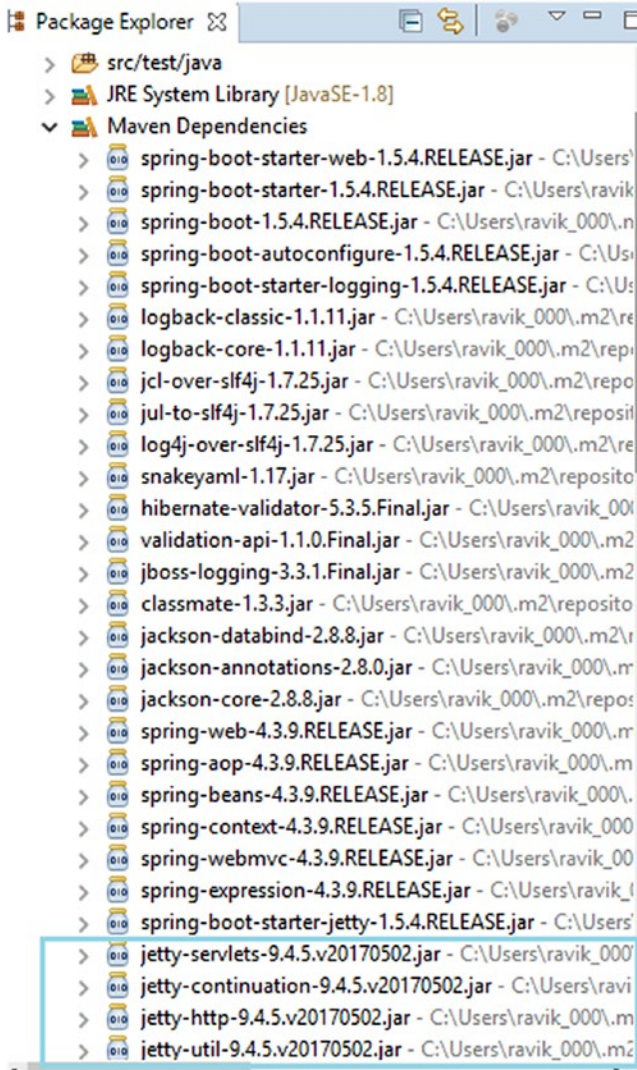 Package Explorer
src/test/java
JRE System Library [JavaSE-1.8]
Maven Dependencies
spring-boot-starter-web-1.5.4.RELEASE.jar - C:\Users\
spring-boot-starter-1.5.4.RELEASE.jar - C:\Users\ravik
spring-boot-1.5.4.RELEASE.jar - C:\Users\ravik_000\.n
spring-boot-autoconfigure-1.5.4.RELEASE.jar - C:\Us
spring-boot-starter-logging-1.5.4.RELEASE.jar - C:\Us
logback-classic-1.1.11.jar - C:\Users\ravik_000\.m2\re
logback-core-1.1.11.jar - C:\Users\ravik_000\.m2\rep
jcl-over-slf4j-1.7.25.jar - C:\Users\ravik_000\.m2\repo
jul-to-slf4j-1.7.25.jar - C:\Users\ravik_000\.m2\reposit
log4j-over-slf4j-1.7.25.jar - C:\Users\ravik_000\.m2\re
snakeyaml-1.17.jar - C:\Users\ravik_000\.m2\reposito
hibernate-validator-5.3.5.Final.jar - C:\Users\ravik_00
validation-api-1.1.0.Final.jar - C:\Users\ravik_000\.m2
jboss-logging-3.3.1.Final.jar - C:\Users\ravik_000\.m2
classmate-1.3.3.jar - C:\Users\ravik_000\.m2\reposito
jackson-databind-2.8.8.jar - C:\Users\ravik_000\.m2\r
jackson-annotations-2.8.0.jar - C:\Users\ravik_000\.m
jackson-core-2.8.8.jar - C:\Users\ravik_000\.m2\repos
spring-web-4.3.9.RELEASE.jar - C:\Users\ravik_000\.m
spring-aop-4.3.9.RELEASE.jar - C:\Users\ravik_000\.m
spring-beans-4.3.9.RELEASE.jar - C:\Users\ravik_000\.
spring-context-4.3.9.RELEASE.jar - C:\Users\ravik_000
spring-webmvc-4.3.9.RELEASE.jar - C:\Users\ravik_00
spring-expression-4.3.9.RELEASE.jar - C:\Users\ravik_
spring-boot-starter-jetty-1.5.4.RELEASE.jar - C:\Users
jetty-servlets-9.4.5.v20170502.jar - C:\Users\ravik_000
jetty-continuation-9.4.5.v20170502.jar - C:\Users\ravi
jetty-http-9.4.5.v20170502.jar - C:\Users\ravik_000\.m
jetty-util-9.4.5.v20170502.jar - C:\Users\ravik_000\.m2